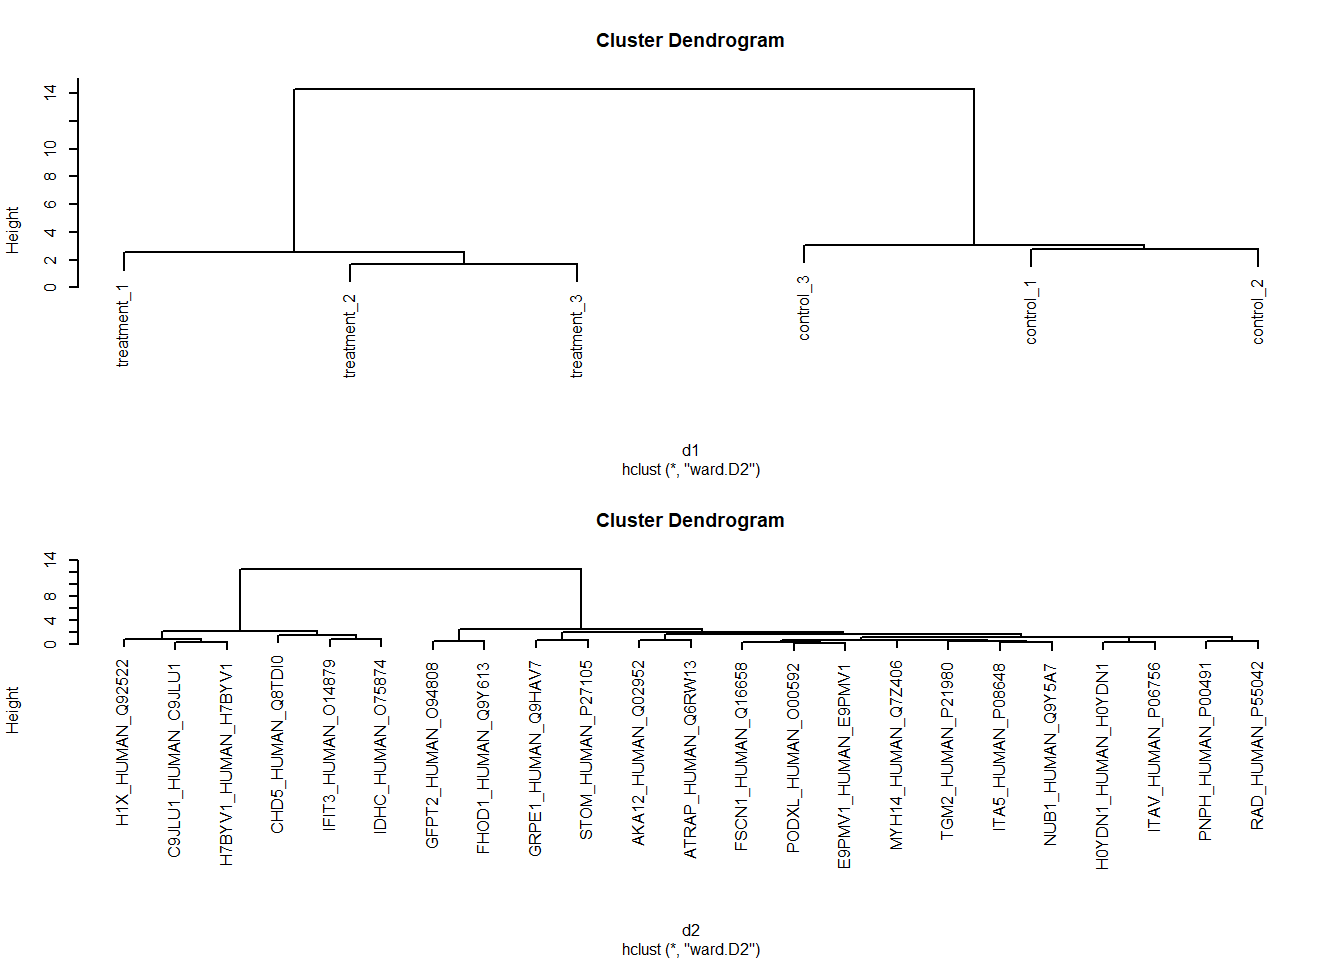 Cluster Dendrogram
Height
0 2 4 6 8 10 14
treatment_1
treatment_2
treatment_3
control_3
control_1
control_2
d1
hclust (*, "ward.D2")
Cluster Dendrogram
Height
0 4 8 14
H1X_HUMAN_Q92522
C9JLU1_HUMAN_C9JLU1
H7BYV1_HUMAN_H7BYV1
CHD5_HUMAN_Q8TDI0
IFIT3_HUMAN_O14879
IDHC_HUMAN_O75874
GFPT2_HUMAN_O94808
FHOD1_HUMAN_Q9Y613
GRPE1_HUMAN_Q9HAV7
STOM_HUMAN_P27105
AKA12_HUMAN_Q02952
ATRAP_HUMAN_Q6RW13
FSCN1_HUMAN_Q16658
PODXL_HUMAN_O00592
E9PMV1_HUMAN_E9PMV1
MYH14_HUMAN_Q7Z406
TGM2_HUMAN_P21980
ITA5_HUMAN_P08648
NUB1_HUMAN_Q9Y5A7
H0YDN1_HUMAN_H0YDN1
ITAV_HUMAN_P06756
PNPH_HUMAN_P00491
RAD_HUMAN_P55042
d2
hclust (*, "ward.D2")